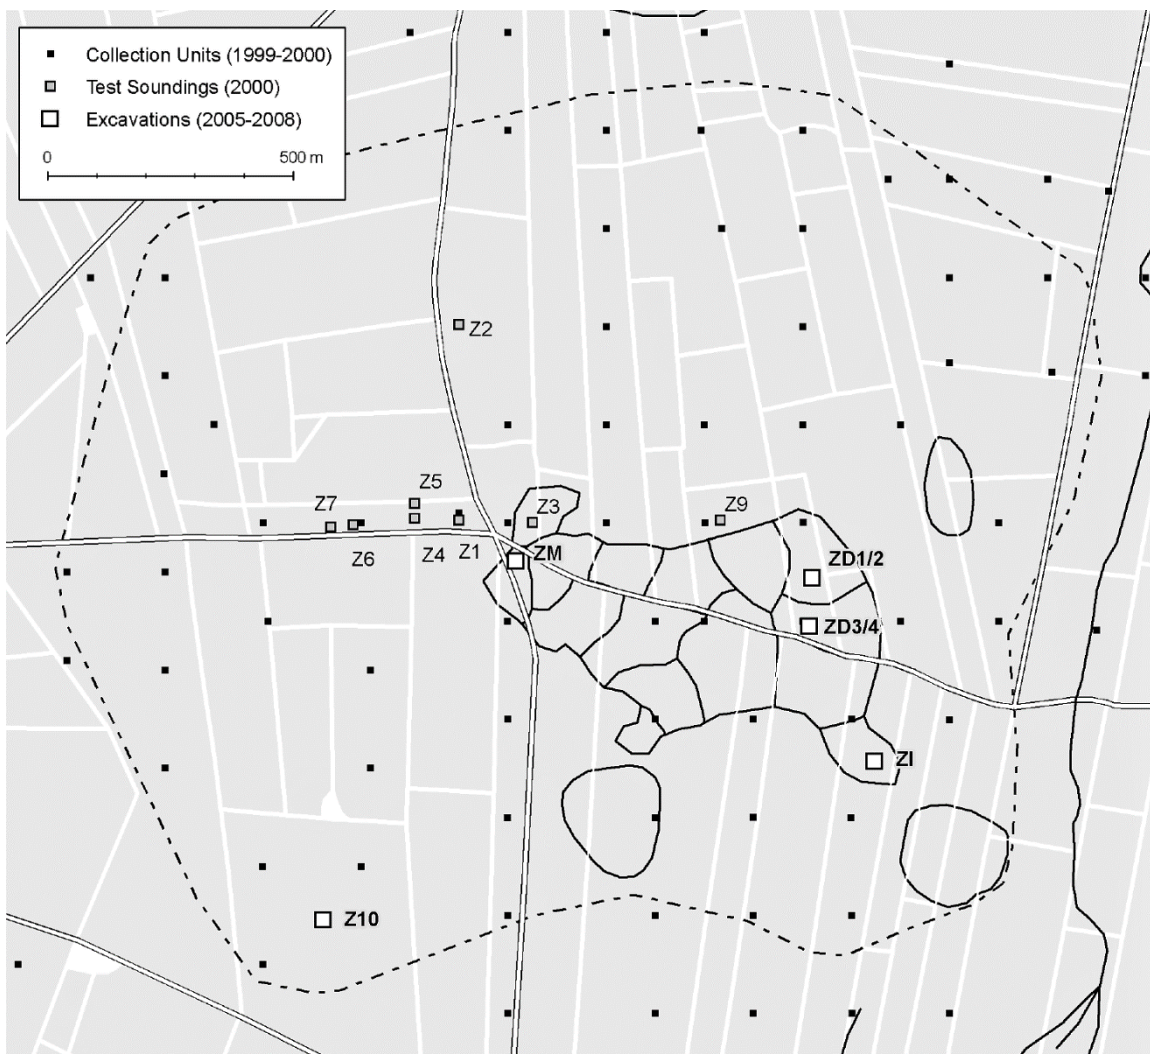 Collection Units (1999-2000)
Test Soundings (2000)
Excavations (2005-2008)
0 500 m
Z2
Z5
Z7
Z3
Z9
Z6
Z4
Z1
ZM
ZD1/2
ZD3/4
ZI
Z10